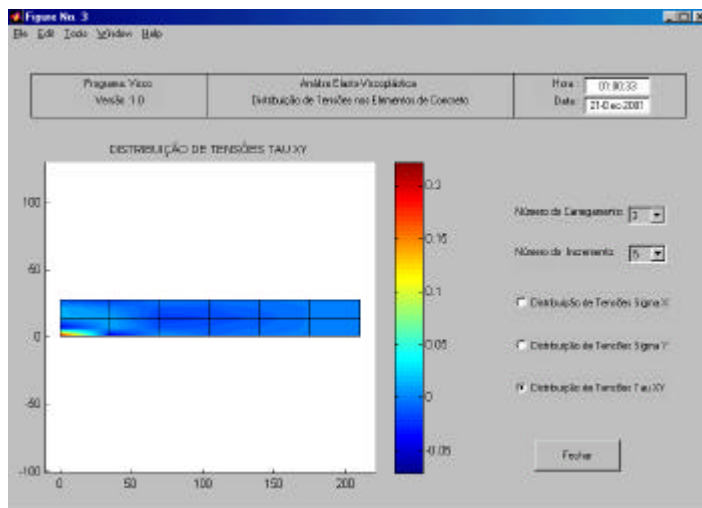 Figure No. 3
File Edit Tools Window Help
Programa: Visco
Versão 1.0
Análise Elasto-Viscoplástica
Distribuição de Tensões nos Elementos de Concreto
Hora: 01:00:33
Data: 21-Dec-2001
DISTRIBUIÇÃO DE TENSÕES TAU XY
100
50
0
-50
-100
0 50 100 150 200
0.2
0.15
0.1
0.05
0
-0.05
Número do Carregamento:
Número do Incremento:
Distribuição de Tensões Sigma X
Distribuição de Tensões Sigma Y
Distribuição de Tensões Tau XY
Fechar